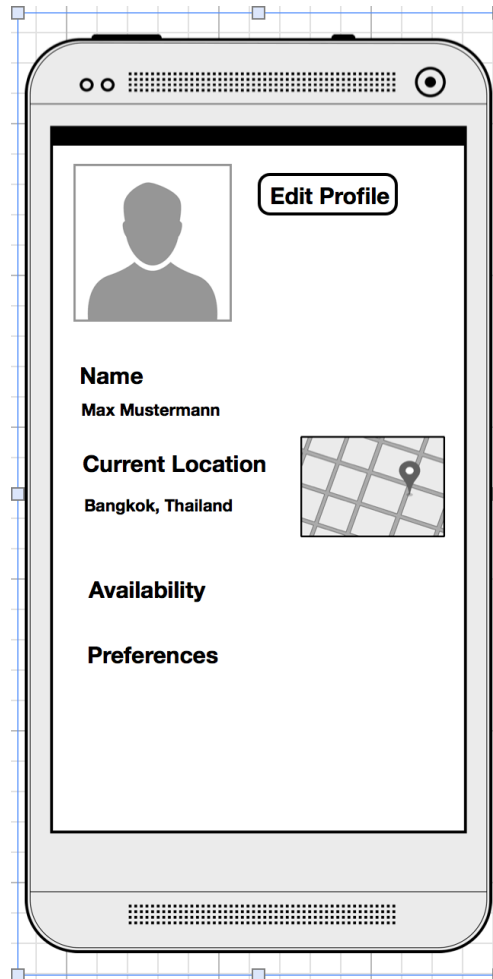 Edit Profile
Name
Max Mustermann
Current Location
Bangkok, Thailand
Availability
Preferences